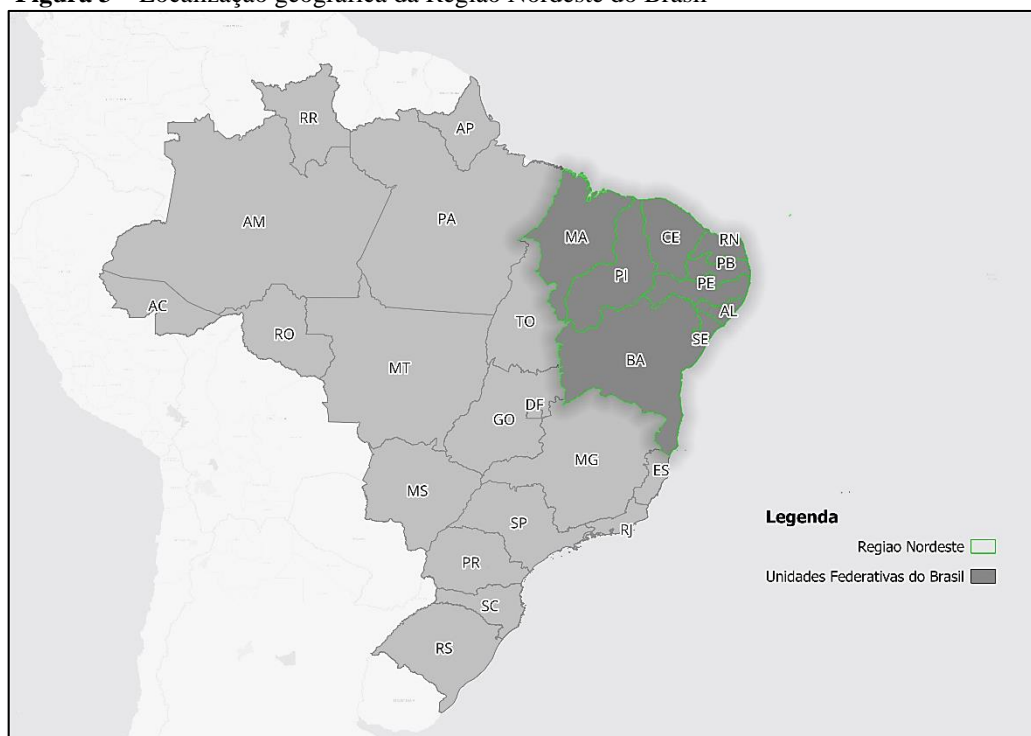 Figura 3 – Localização geográfica da Região Nordeste do Brasil
RR
AP
AM
PA
MA
CE
RN
PB
PI
PE
AL
AC
TO
SE
RO
BA
MT
DF
GO
MG
ES
MS
SP
RJ
PR
SC
RS
Legenda
Regiao Nordeste
Unidades Federativas do Brasil